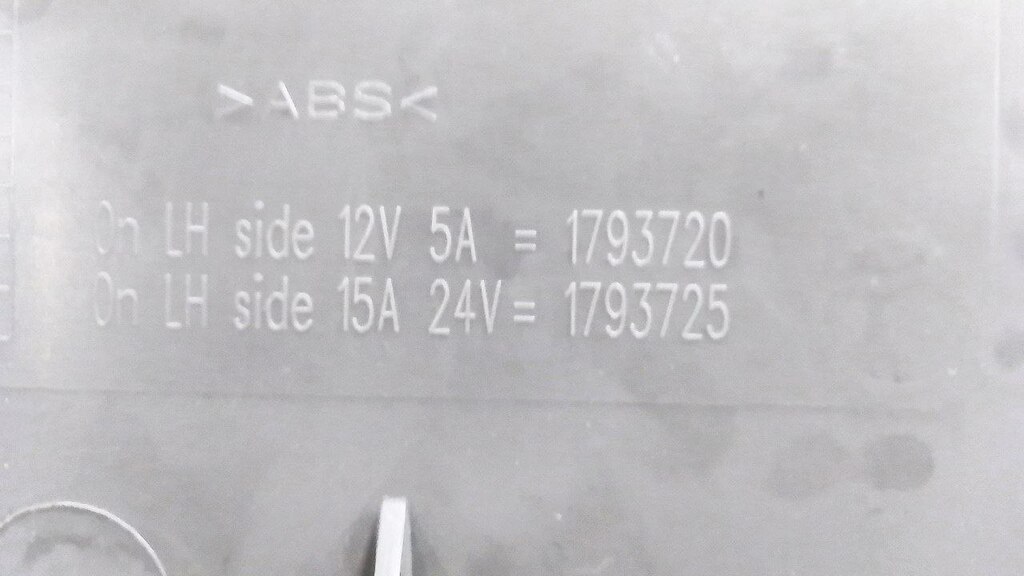 >ABS<
On LH side 12V 5A = 1793720
On LH side 15A 24V = 1793725